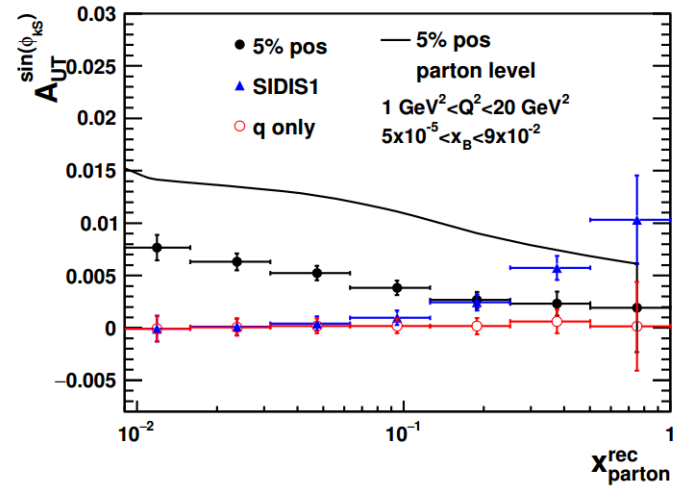 A_UT^sin(φ_kS)
0.03
0.025
0.02
0.015
0.01
0.005
0
−0.005
5% pos
SIDIS1
q only
5% pos
parton level
1 GeV²<Q²<20 GeV²
5x10⁻⁵<x_B<9x10⁻²
10⁻²
10⁻¹
1
x_parton^rec